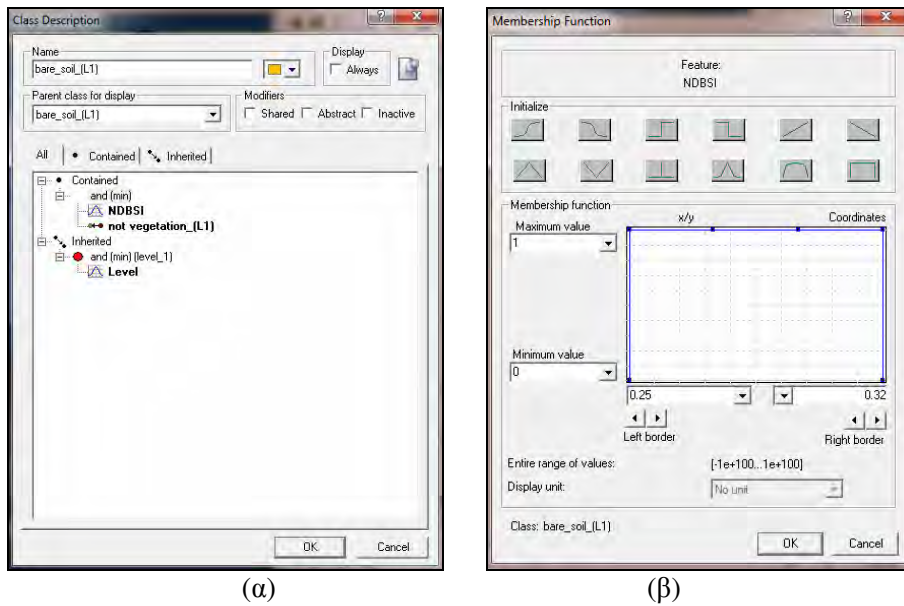 Class Description
Name
bare_soil_(L1)
Display
Always
Parent class for display
bare_soil_(L1)
Modifiers
Shared Abstract Inactive
All Contained Inherited
Contained
and (min)
NDBSI
not vegetation_(L1)
Inherited
and (min) (level_1)
Level
OK Cancel
(α)
Membership Function
Feature:
NDBSI
Initialize
Membership function
Maximum value x/y Coordinates
1
Minimum value
0
0.25 0.32
Left border Right border
Entire range of values: [-1e+100...1e+100]
Display unit: No unit
Class: bare_soil_(L1)
OK Cancel
(β)